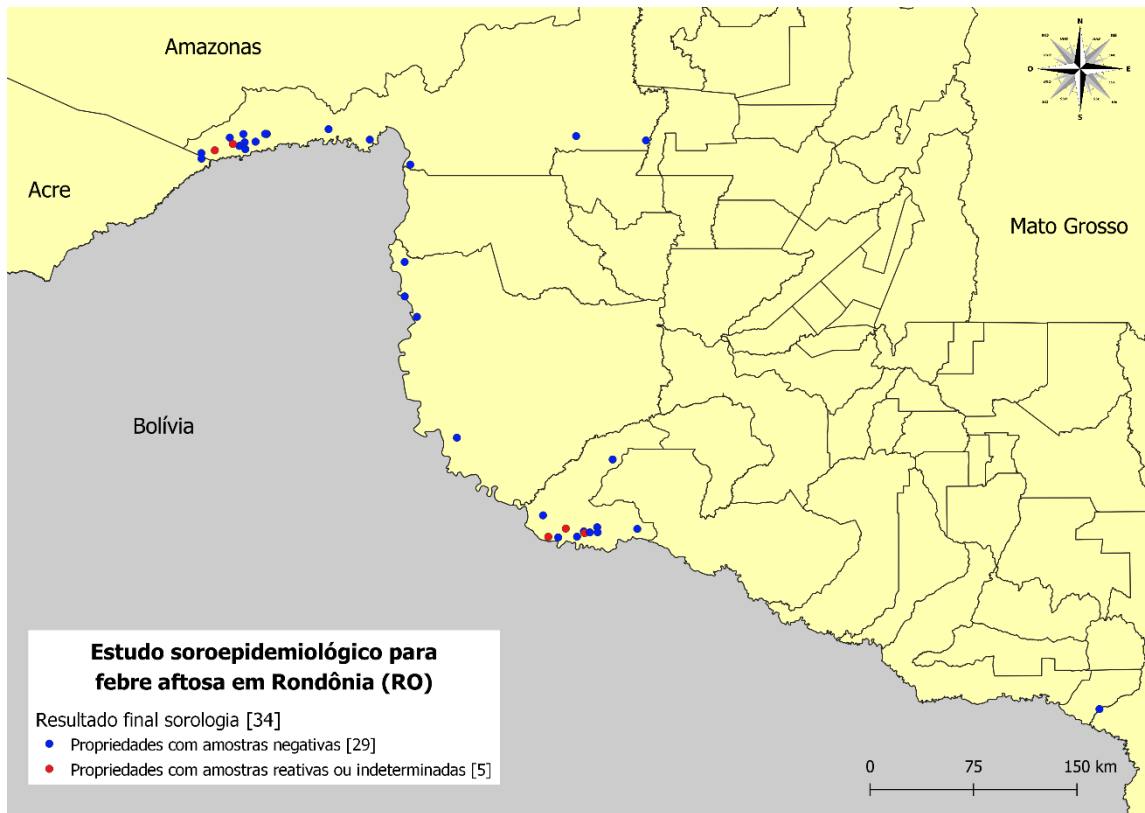 Amazonas
N
O
E
S
Acre
Mato Grosso
Bolívia
Estudo soroepidemiológico para
febre aftosa em Rondônia (RO)
Resultado final sorologia [34]
Propriedades com amostras negativas [29]
Propriedades com amostras reativas ou indeterminadas [5]
0 75 150 km